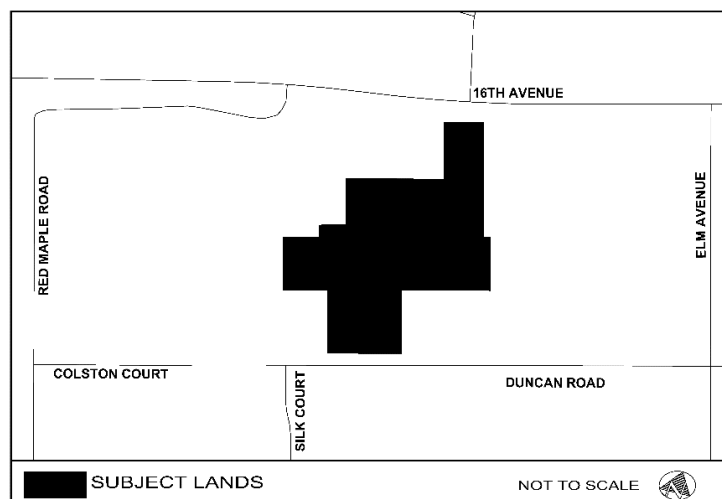 16TH AVENUE
RED MAPLE ROAD
ELM AVENUE
COLSTON COURT
SILK COURT
DUNCAN ROAD
SUBJECT LANDS
NOT TO SCALE